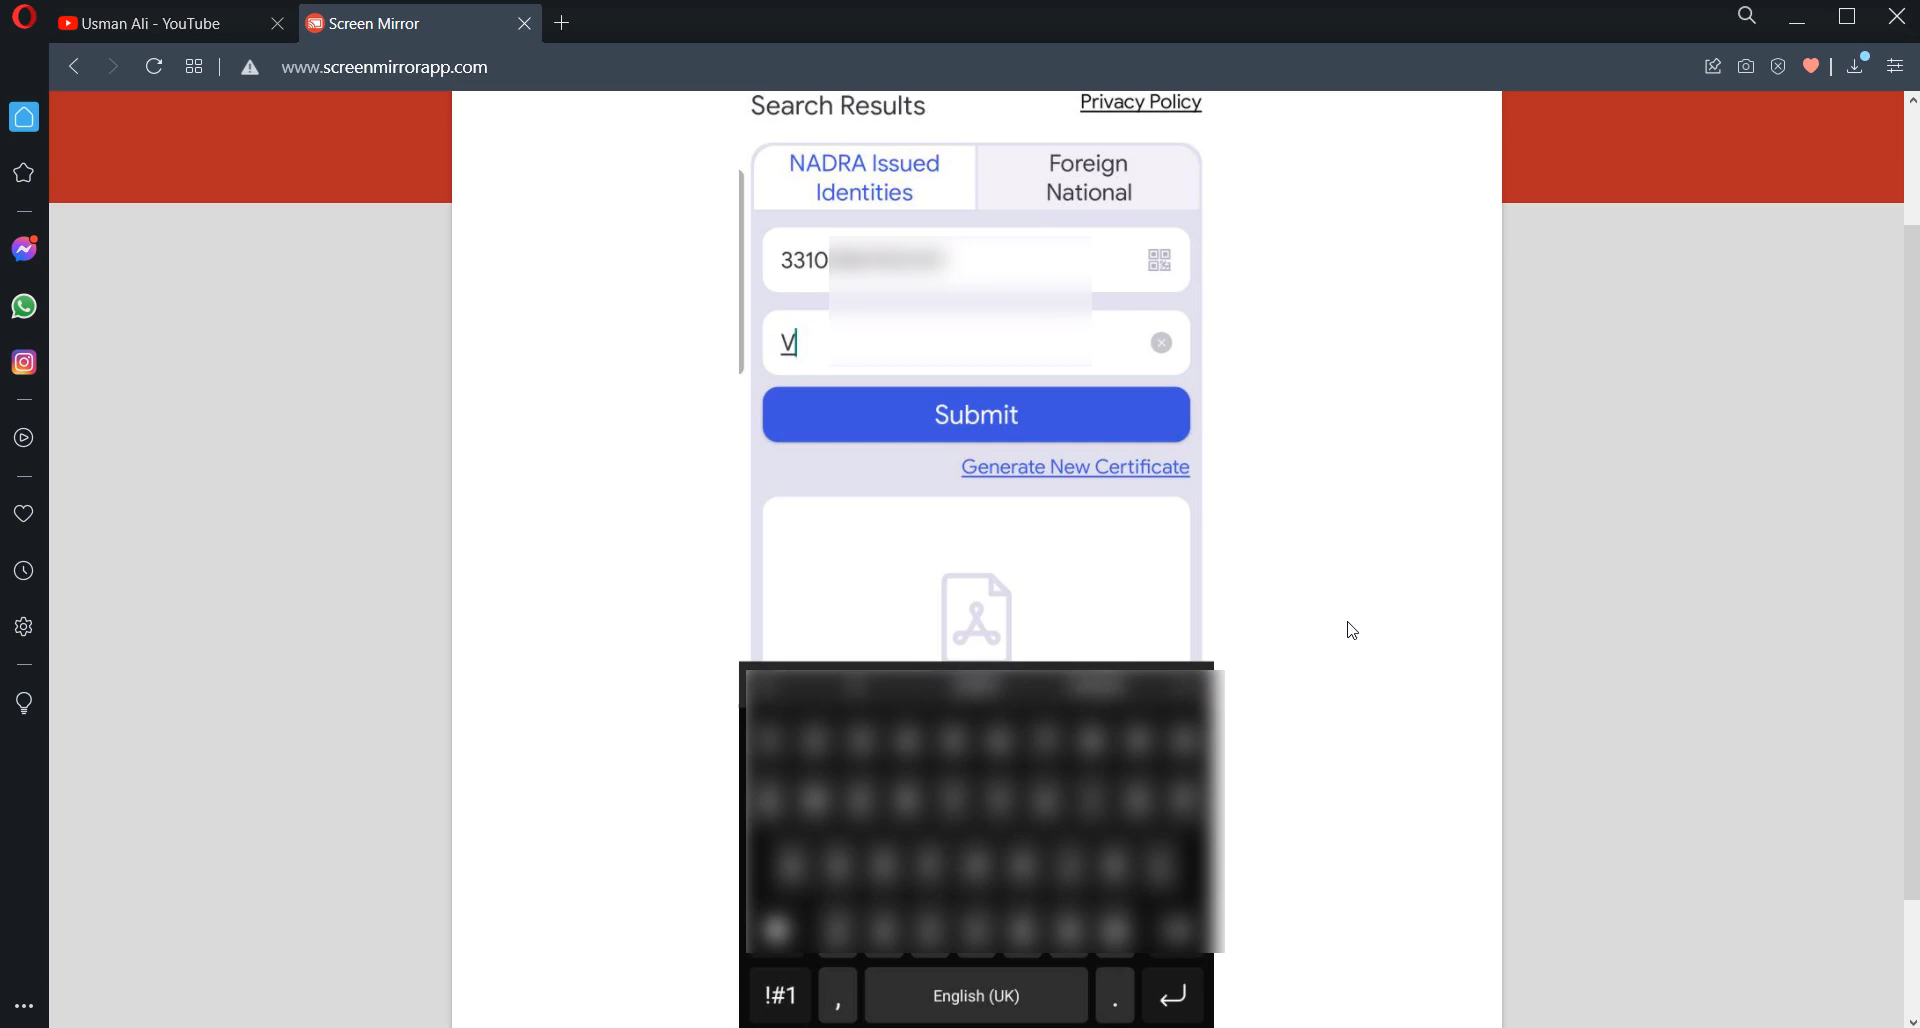 Usman Ali - YouTube
Screen Mirror
www.screenmirrorapp.com
Search Results
Privacy Policy
NADRA Issued
Identities
Foreign
National
3310
V
Submit
Generate New Certificate
!#1
,
English (UK)
.